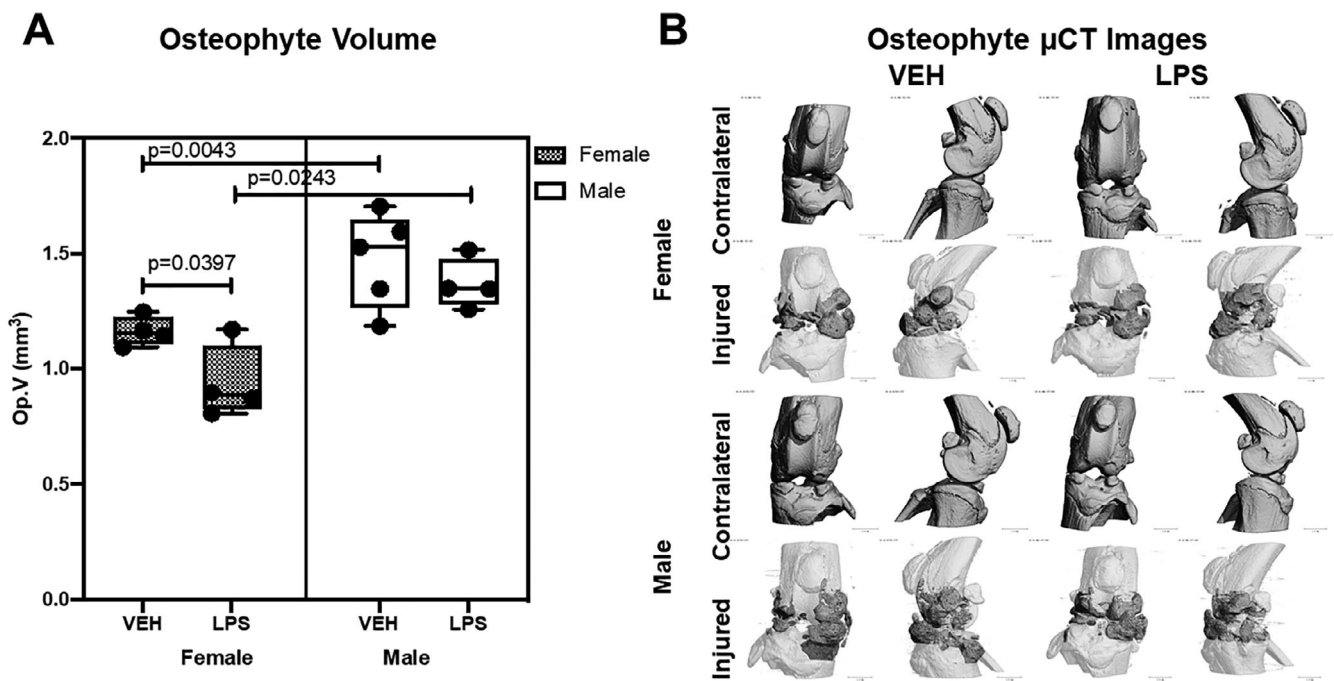 A
Osteophyte Volume
2.0
1.5
1.0
0.5
0.0
Op.V (mm³)
p=0.0043
p=0.0243
p=0.0397
Female
Male
VEH LPS VEH LPS
Female Male
B
Osteophyte µCT Images
VEH LPS
Female
Contralateral
Injured
Male
Contralateral
Injured